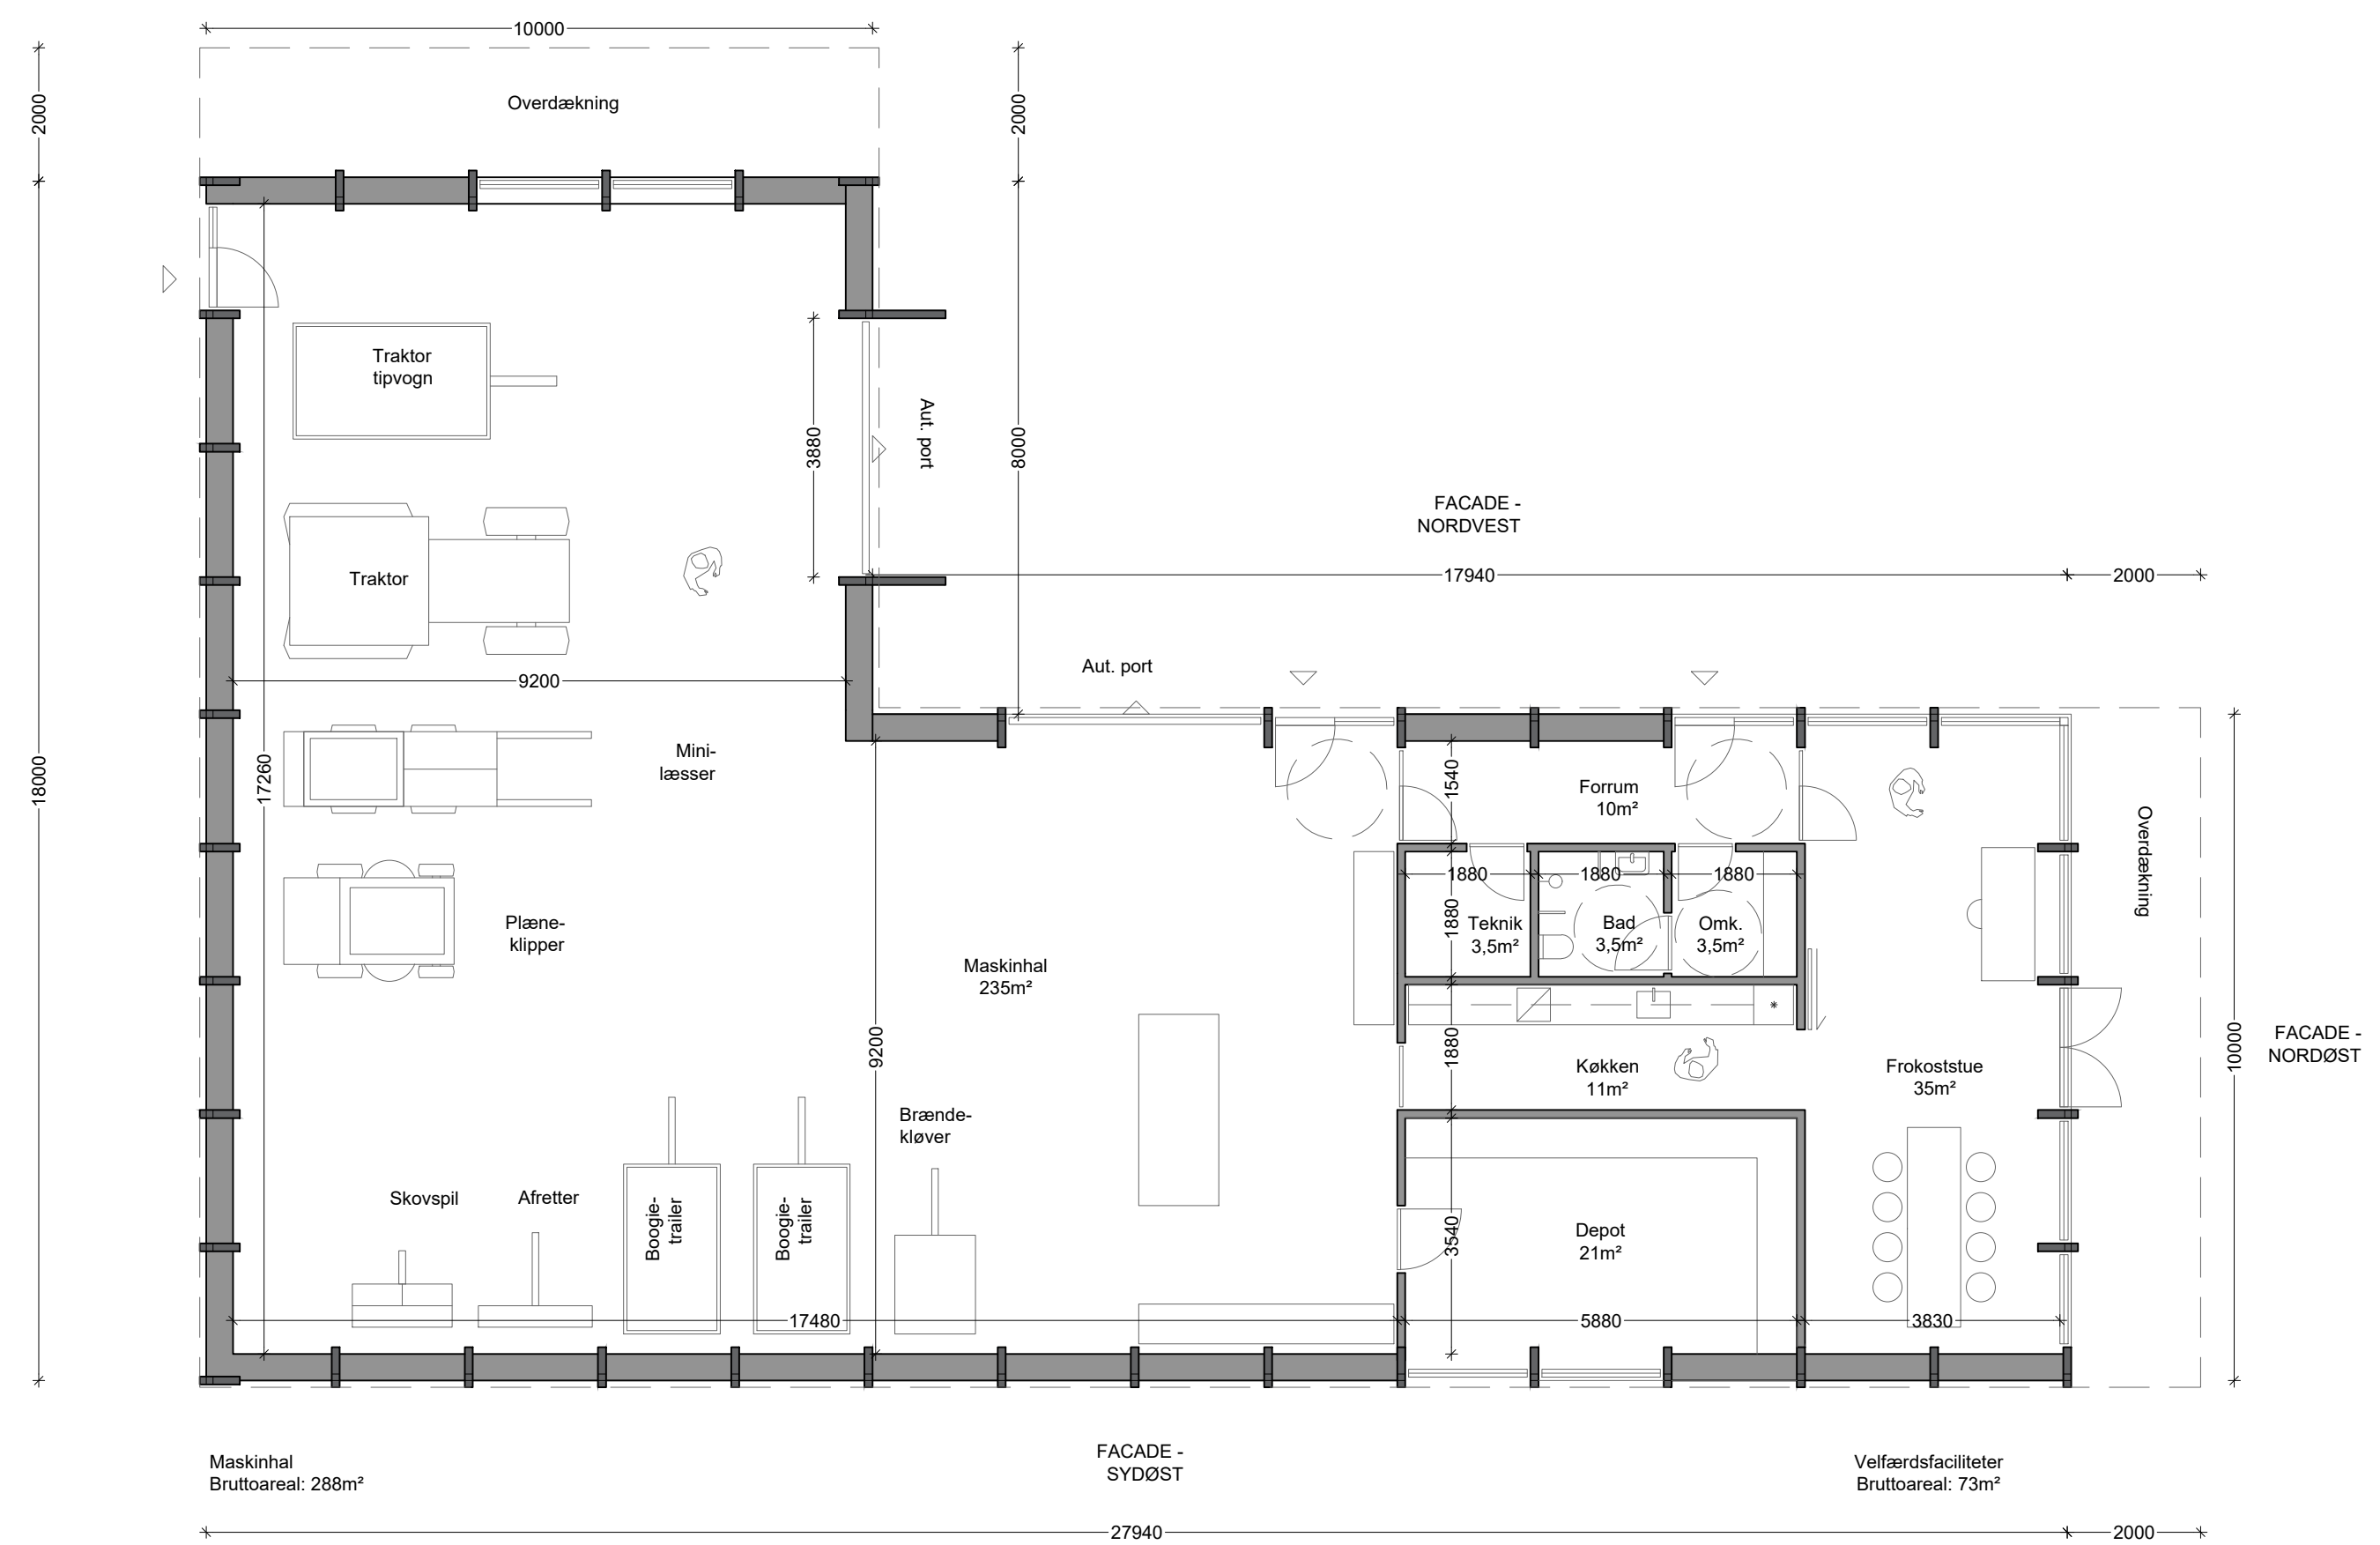 10000
2000
Overdækning
2000
Traktor
tipvogn
3880
Aut. port
8000
FACADE -
NORDVEST
17940
2000
Traktor
Aut. port
9200
18000
17260
Mini-
læsser
1540
Forrum
10m²
Overdækning
1880
1880
1880
Plæne-
klipper
1880
Teknik
3,5m²
Bad
3,5m²
Omk.
3,5m²
Maskinhal
235m²
9200
1880
Køkken
11m²
Frokoststue
35m²
10000
FACADE -
NORDØST
Brænde-
kløver
Skovspil
Afretter
Boogie-
trailer
Boogie-
trailer
3540
Depot
21m²
17480
5880
3830
Maskinhal
Bruttoareal: 288m²
FACADE -
SYDØST
Velfærdsfaciliteter
Bruttoareal: 73m²
27940
2000